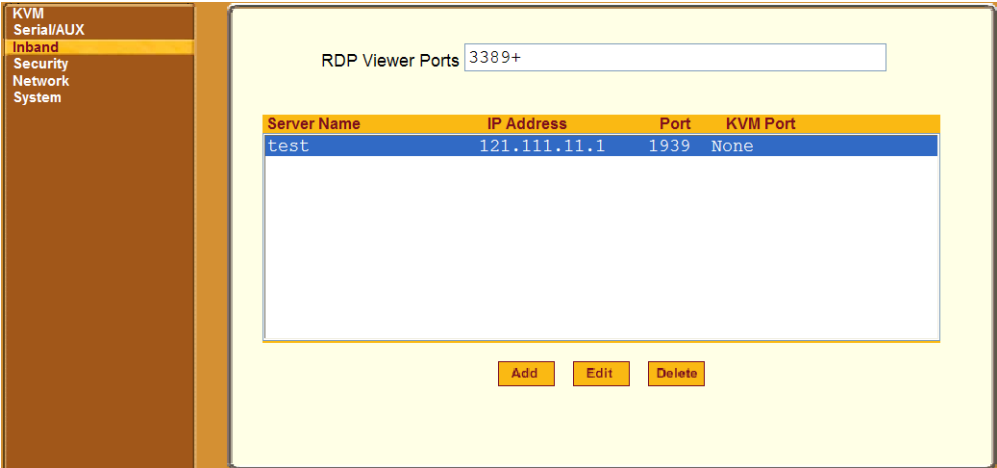 KVM
Serial/AUX
Inband
Security
Network
System
RDP Viewer Ports 3389+
Server Name IP Address Port KVM Port
test 121.111.11.1 1939 None
Add Edit Delete